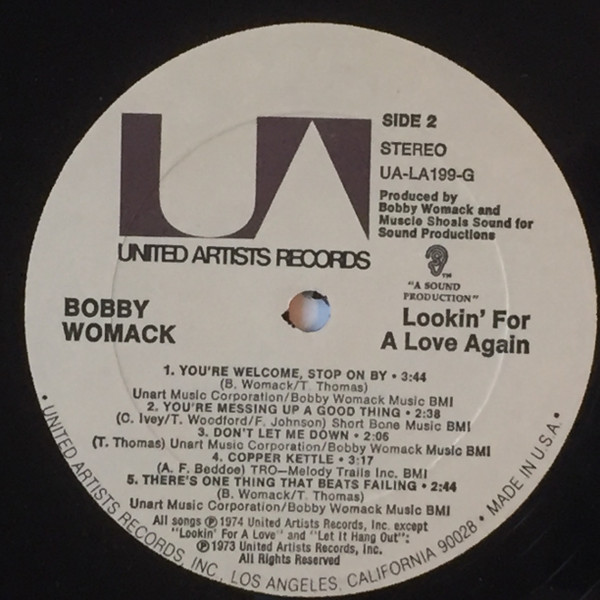 UA
SIDE 2
STEREO
UA-LA199-G
Produced by
Bobby Womack and
Muscle Shoals Sound for
Sound Productions
UNITED ARTISTS RECORDS
TM
"A SOUND
PRODUCTION"
BOBBY
WOMACK
Lookin' For
A Love Again
1. YOU'RE WELCOME, STOP ON BY • 3:44
(B. Womack/T. Thomas)
Unart Music Corporation/Bobby Womack Music BMI
2. YOU'RE MESSING UP A GOOD THING • 2:38
(C. Ivey/T. Woodford/F. Johnson) Short Bone Music BMI
3. DON'T LET ME DOWN • 2:06
(T. Thomas) Unart Music Corporation/Bobby Womack Music BMI
4. COPPER KETTLE • 3:17
(A. F. Beddoe) TRO—Melody Trails Inc. BMI
5. THERE'S ONE THING THAT BEATS FAILING • 2:44
(B. Womack/T. Thomas)
Unart Music Corporation/Bobby Womack Music BMI
All songs Ⓟ 1974 United Artists Records, Inc. except
"Lookin' For A Love" and "Let It Hang Out":
Ⓟ 1973 United Artists Records, Inc.
All Rights Reserved
• UNITED ARTISTS RECORDS, INC., LOS ANGELES, CALIFORNIA 90028 • MADE IN U.S.A. •